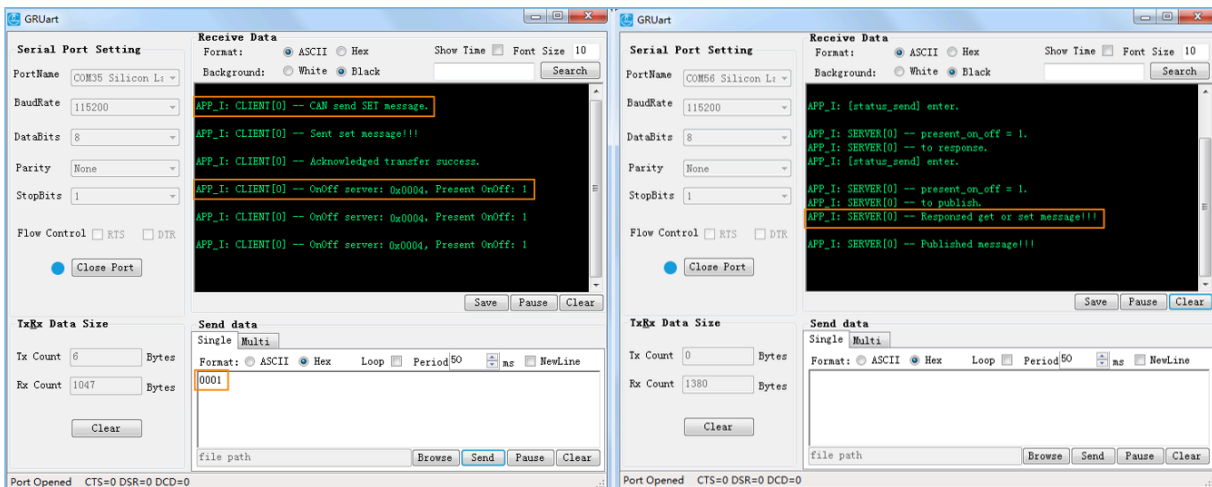 GRUart
Serial Port Setting
PortName COM35 Silicon L
BaudRate 115200
DataBits 8
Parity None
StopBits 1
Flow Control RTS DTR
Close Port
TxRx Data Size
Tx Count 6 Bytes
Rx Count 1047 Bytes
Clear
Receive Data
Format: ASCII Hex Show Time Font Size 10
Background: White Black Search
APP_I: CLIENT[0] -- CAN send SET message.
APP_I: CLIENT[0] -- Sent set message!!!
APP_I: CLIENT[0] -- Acknowledged transfer success.
APP_I: CLIENT[0] -- OnOff server: 0x0004, Present OnOff: 1
APP_I: CLIENT[0] -- OnOff server: 0x0004, Present OnOff: 1
APP_I: CLIENT[0] -- OnOff server: 0x0004, Present OnOff: 1
Save Pause Clear
Send data
Single Multi
Format: ASCII Hex Loop Period 50 ms NewLine
0001
file path Browse Send Pause Clear
Port Opened CTS=0 DSR=0 DCD=0
GRUart
Serial Port Setting
PortName COM56 Silicon L
BaudRate 115200
DataBits 8
Parity None
StopBits 1
Flow Control RTS DTR
Close Port
TxRx Data Size
Tx Count 0 Bytes
Rx Count 1380 Bytes
Clear
Receive Data
Format: ASCII Hex Show Time Font Size 10
Background: White Black Search
APP_I: [status_send] enter.
APP_I: SERVER[0] -- present_on_off = 1.
APP_I: SERVER[0] -- to response.
APP_I: [status_send] enter.
APP_I: SERVER[0] -- present_on_off = 1.
APP_I: SERVER[0] -- to publish.
APP_I: SERVER[0] -- Responsed get or set message!!!
APP_I: SERVER[0] -- Published message!!!
Save Pause Clear
Send data
Single Multi
Format: ASCII Hex Loop Period 50 ms NewLine
file path Browse Send Pause Clear
Port Opened CTS=0 DSR=0 DCD=0